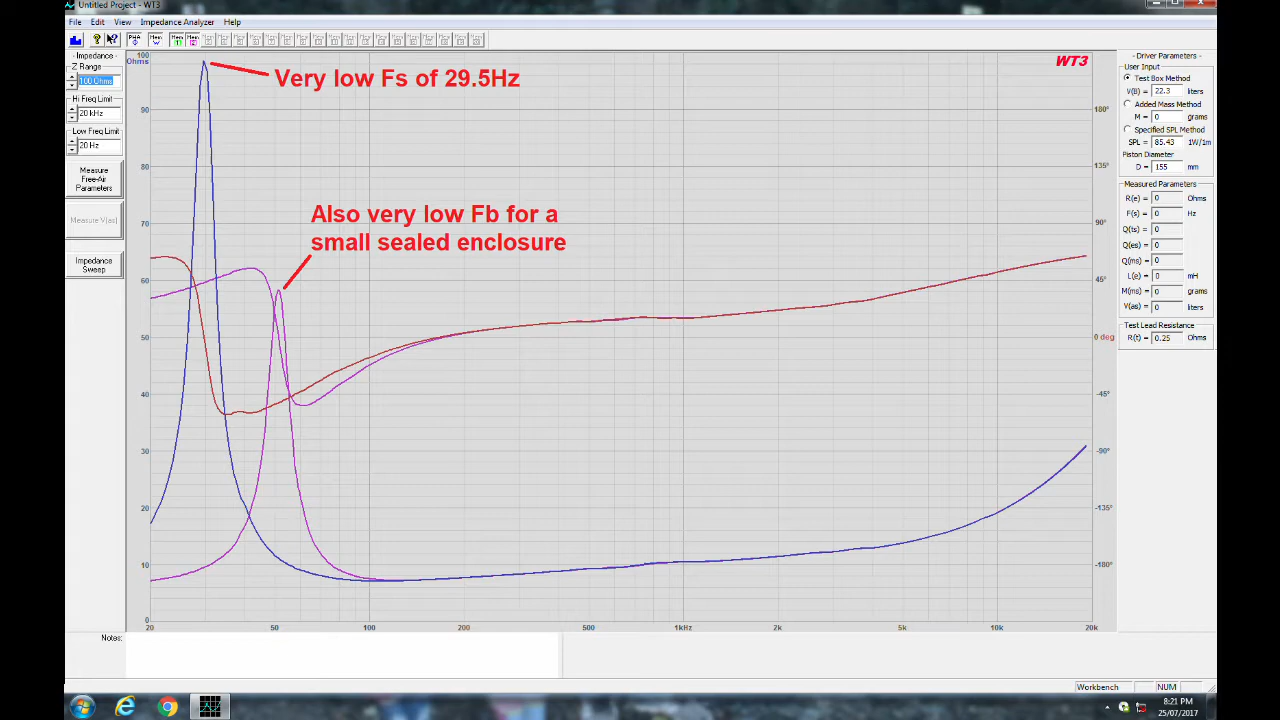 Untitled Project - WT3
File Edit View Impedance Analyzer Help
- Impedance -
Z Range
100 Ohms
Hi Freq Limit
20 kHz
Low Freq Limit
20 Hz
Measure
Free-Air
Parameters
Measure V(as)
Impedance
Sweep
100
Ohms
90
80
70
60
50
40
30
20
10
0
Very low Fs of 29.5Hz
Also very low Fb for a
small sealed enclosure
WT3
180°
135°
90°
45°
0 deg
-45°
-90°
-135°
-180°
20 50 100 200 500 1kHz 2k 5k 10k 20k
- Driver Parameters -
User Input
Test Box Method
V(B) = 22.3 liters
Added Mass Method
M = 0 grams
Specified SPL Method
SPL = 85.43 1W/1m
Piston Diameter
D = 155 mm
Measured Parameters
R(e) = 0 Ohms
F(s) = 0 Hz
Q(ts) = 0
Q(es) = 0
Q(ms) = 0
L(e) = 0 mH
M(ms) = 0 grams
V(as) = 0 liters
Test Lead Resistance
R(t) = 0.25 Ohms
Notes:
Workbench NUM
8:21 PM
25/07/2017